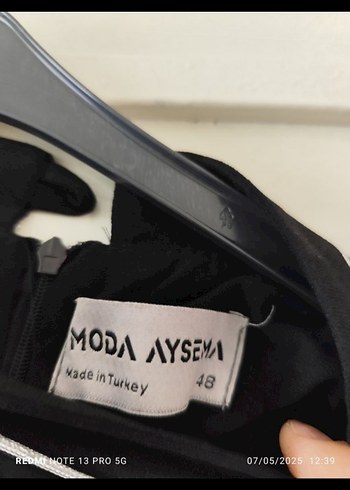 MODA AYSEMA
Made in Turkey
48
REDMI NOTE 13 PRO 5G
07/05/2025 12:39